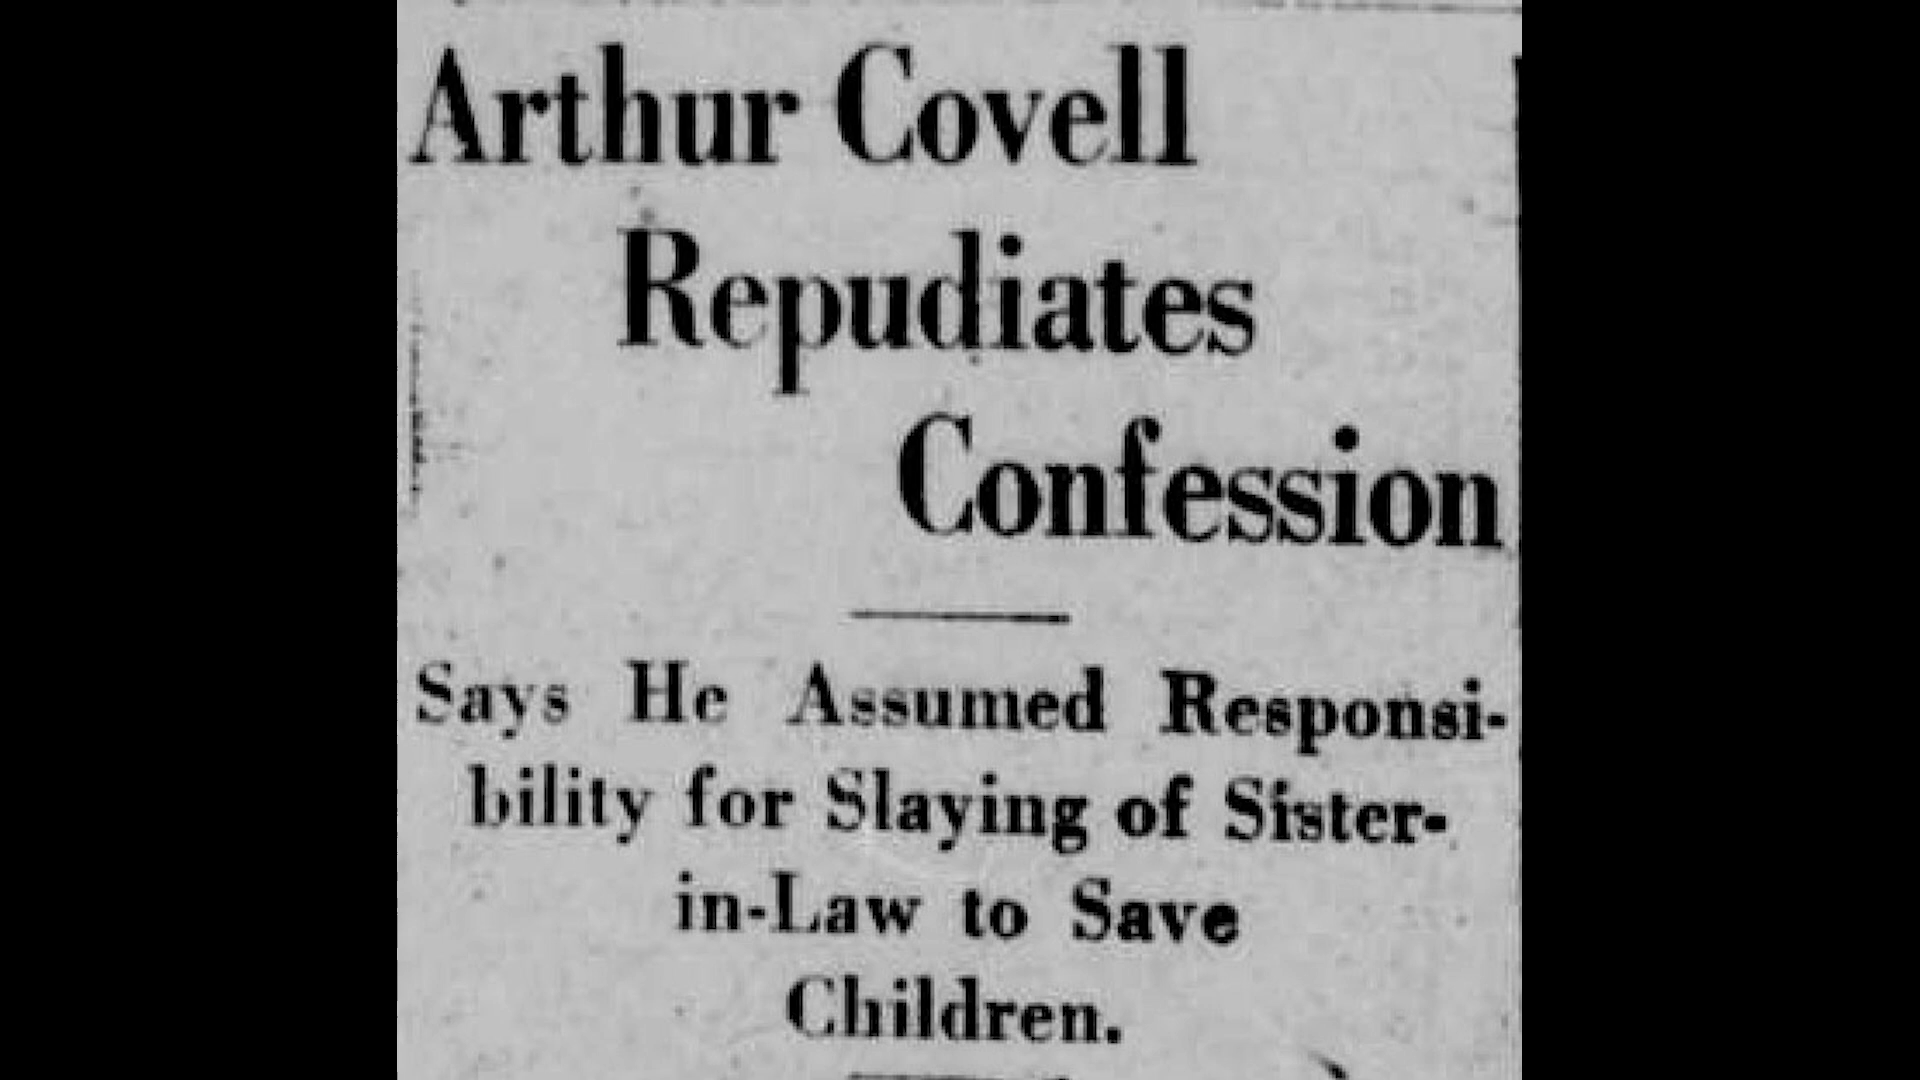 Arthur Covell
Repudiates
Confession
Says He Assumed Responsi-
bility for Slaying of Sister-
in-Law to Save
Children.